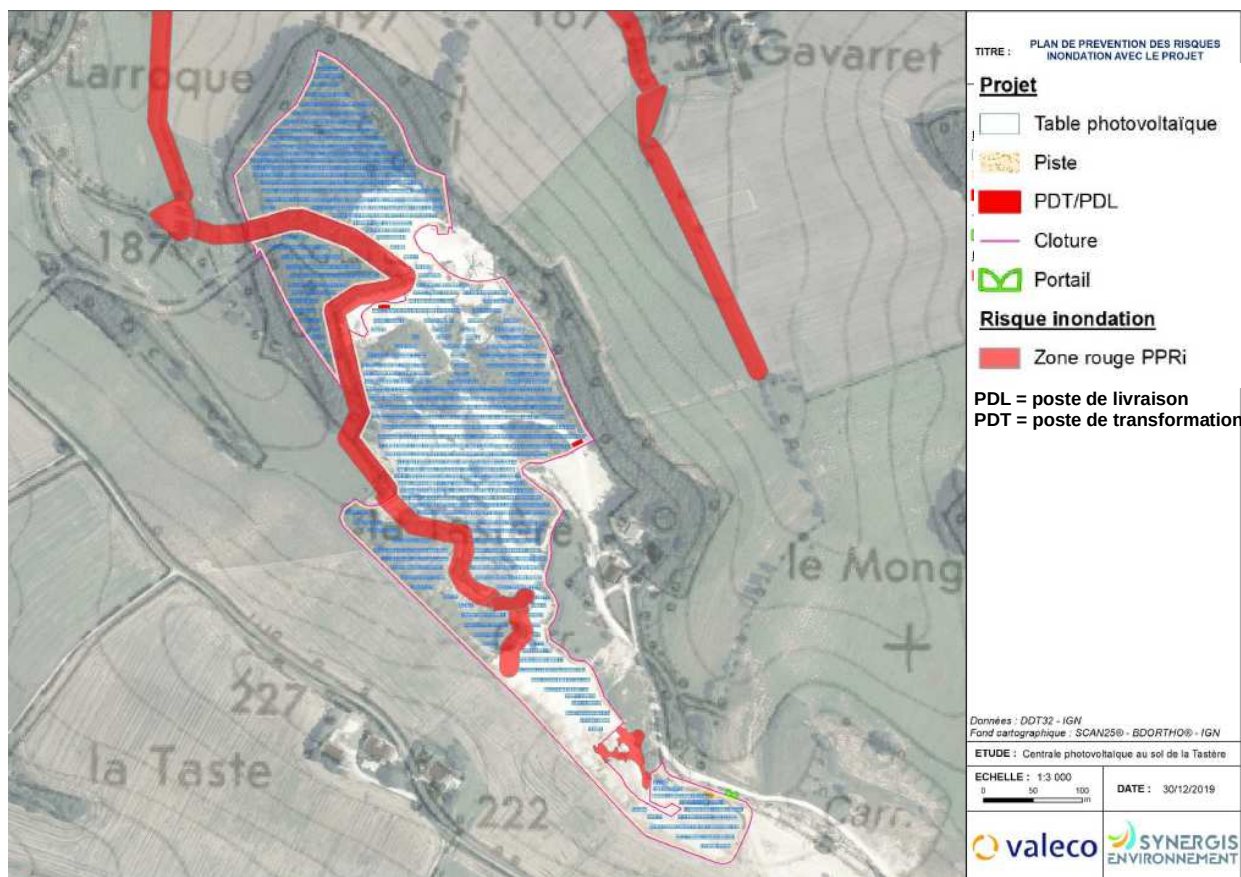 197
167
Larroque
Gavarret
187
la Tastère
Carr.
le Mong
227
la Taste
222
Carr.
TITRE : PLAN DE PREVENTION DES RISQUES
INONDATION AVEC LE PROJET
Projet
Table photovoltaïque
Piste
PDT/PDL
Cloture
Portail
Risque inondation
Zone rouge PPRi
PDL = poste de livraison
PDT = poste de transformation
Données : DDT32 - IGN
Fond cartographique : SCAN25® - BDORTHO® - IGN
ETUDE : Centrale photovoltaïque au sol de la Tastère
ECHELLE : 1:3 000
0 50 100
m
DATE : 30/12/2019
valeco
SYNERGIS
ENVIRONNEMENT